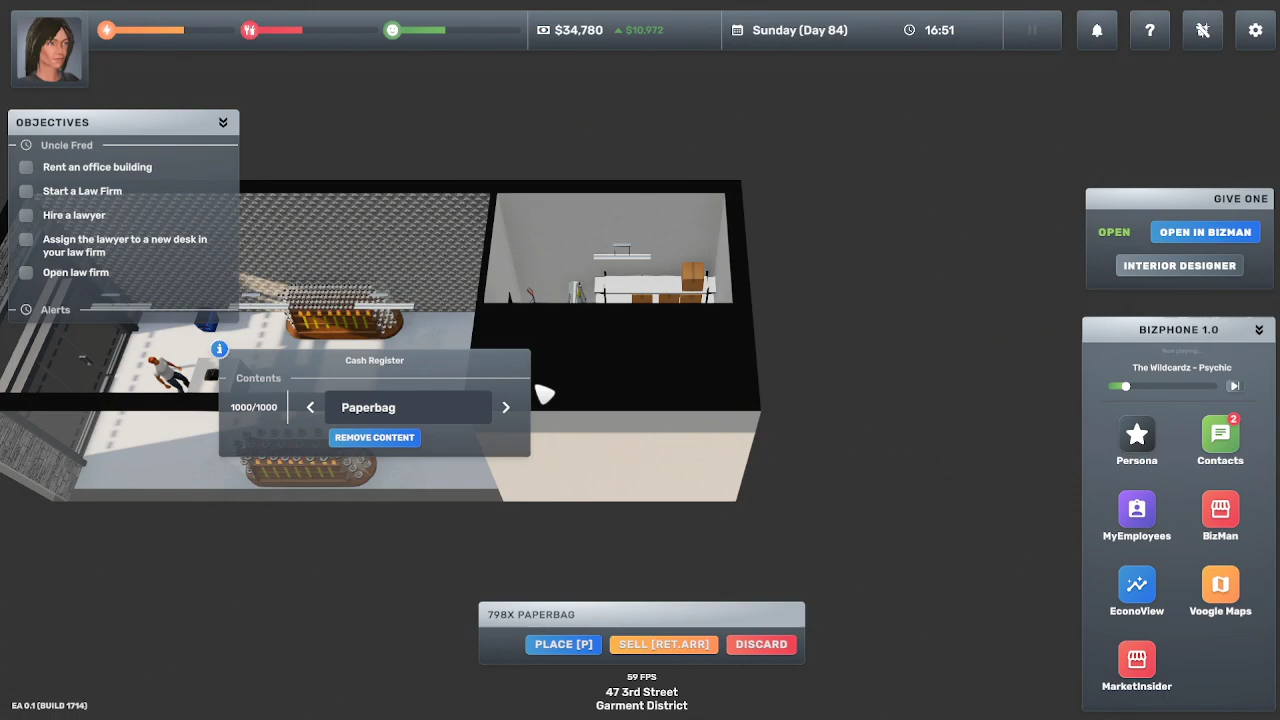 $34,780 ▲ $10,972
Sunday (Day 84)
16:51
OBJECTIVES
Uncle Fred
Rent an office building
Start a Law Firm
Hire a lawyer
Assign the lawyer to a new desk in
your law firm
Open law firm
Alerts
GIVE ONE
OPEN
OPEN IN BIZMAN
INTERIOR DESIGNER
Cash Register
Contents
1000/1000
Paperbag
REMOVE CONTENT
BIZPHONE 1.0
Now playing...
The Wildcardz - Psychic
Persona
2
Contacts
MyEmployees
BizMan
EconoView
Voogle Maps
MarketInsider
798X PAPERBAG
PLACE [P]
SELL [RET.ARR]
DISCARD
59 FPS
47 3rd Street
Garment District
EA 0.1 (BUILD 1714)